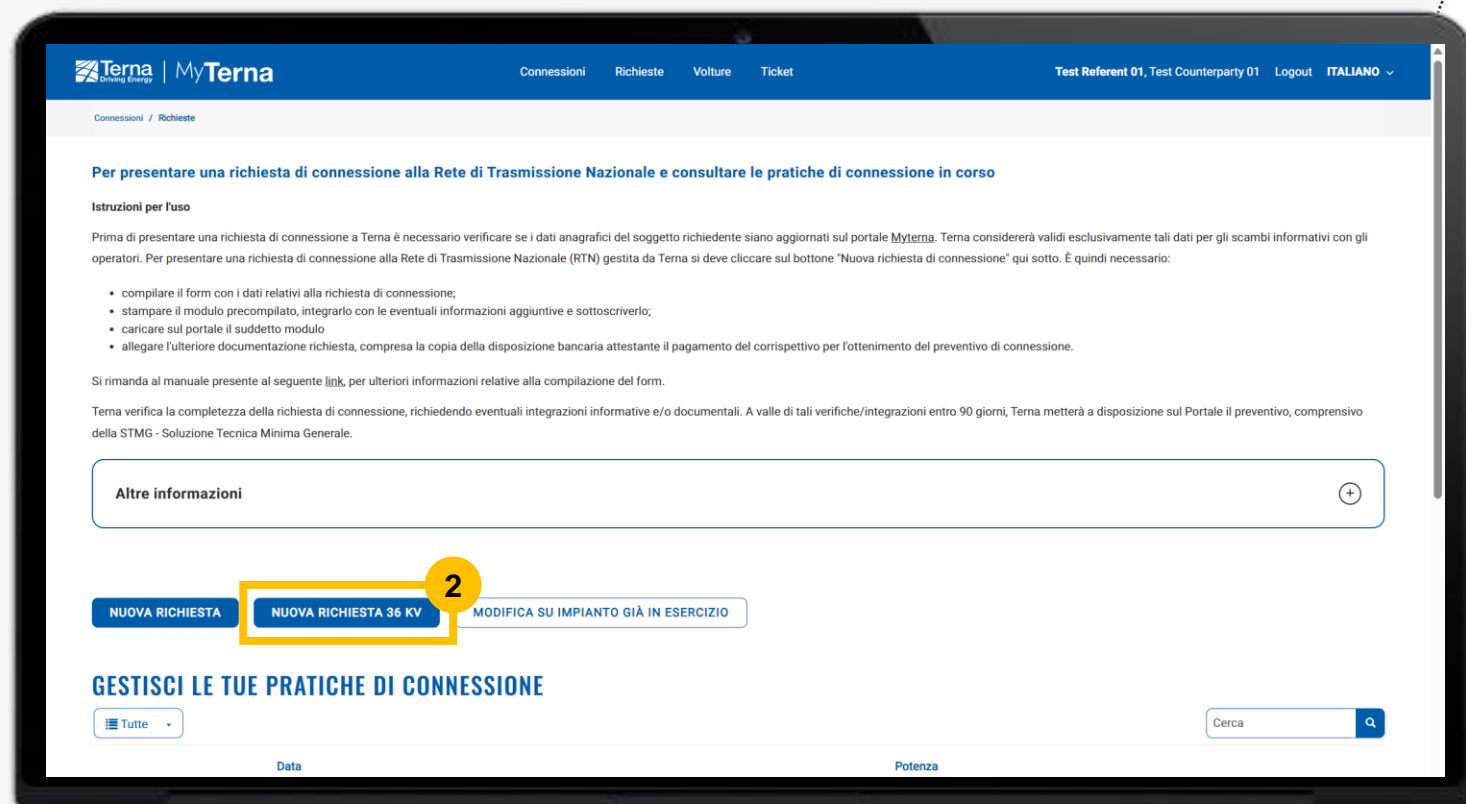 Terna Driving Energy | MyTerna
Connessioni Richieste Volture Ticket
Test Referent 01, Test Counterparty 01 Logout ITALIANO
Connessioni / Richieste
Per presentare una richiesta di connessione alla Rete di Trasmissione Nazionale e consultare le pratiche di connessione in corso
Istruzioni per l'uso
Prima di presentare una richiesta di connessione a Terna è necessario verificare se i dati anagrafici del soggetto richiedente siano aggiornati sul portale Myterna. Terna considererà validi esclusivamente tali dati per gli scambi informativi con gli
operatori. Per presentare una richiesta di connessione alla Rete di Trasmissione Nazionale (RTN) gestita da Terna si deve cliccare sul bottone "Nuova richiesta di connessione" qui sotto. È quindi necessario:
• compilare il form con i dati relativi alla richiesta di connessione;
• stampare il modulo precompilato, integrarlo con le eventuali informazioni aggiuntive e sottoscriverlo;
• caricare sul portale il suddetto modulo
• allegare l'ulteriore documentazione richiesta, compresa la copia della disposizione bancaria attestante il pagamento del corrispettivo per l'ottenimento del preventivo di connessione.
Si rimanda al manuale presente al seguente link, per ulteriori informazioni relative alla compilazione del form.
Terna verifica la completezza della richiesta di connessione, richiedendo eventuali integrazioni informative e/o documentali. A valle di tali verifiche/integrazioni entro 90 giorni, Terna metterà a disposizione sul Portale il preventivo, comprensivo
della STMG - Soluzione Tecnica Minima Generale.
Altre informazioni
2
NUOVA RICHIESTA NUOVA RICHIESTA 36 KV MODIFICA SU IMPIANTO GIÀ IN ESERCIZIO
GESTISCI LE TUE PRATICHE DI CONNESSIONE
Tutte Cerca
Data Potenza